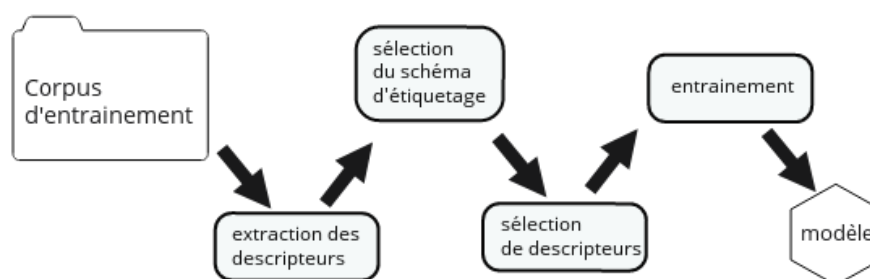 Corpus
d'entrainement
extraction des
descripteurs
sélection
du schéma
d'étiquetage
sélection
de descripteurs
entrainement
modèle